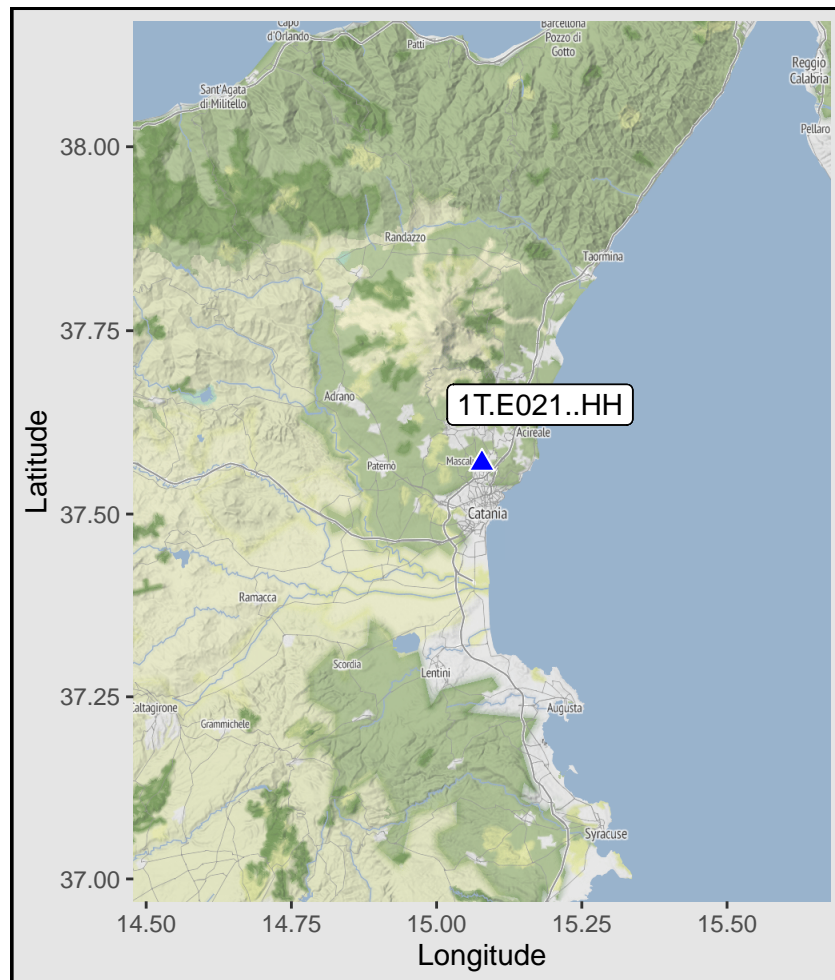 Capo
d'Orlando
Patti
Barcellona
Pozzo di
Gotto
Reggio
Calabria
Sant'Agata
di Militello
Pellaro
38.00
Randazzo
Taormina
37.75
Adrano
1T.E021..HH
Acireale
Paternò
Latitude
37.50
Catania
Ramacca
Scordia
Lentini
37.25
Augusta
Grammichele
Syracuse
37.00
14.50
14.75
15.00
15.25
15.50
Longitude